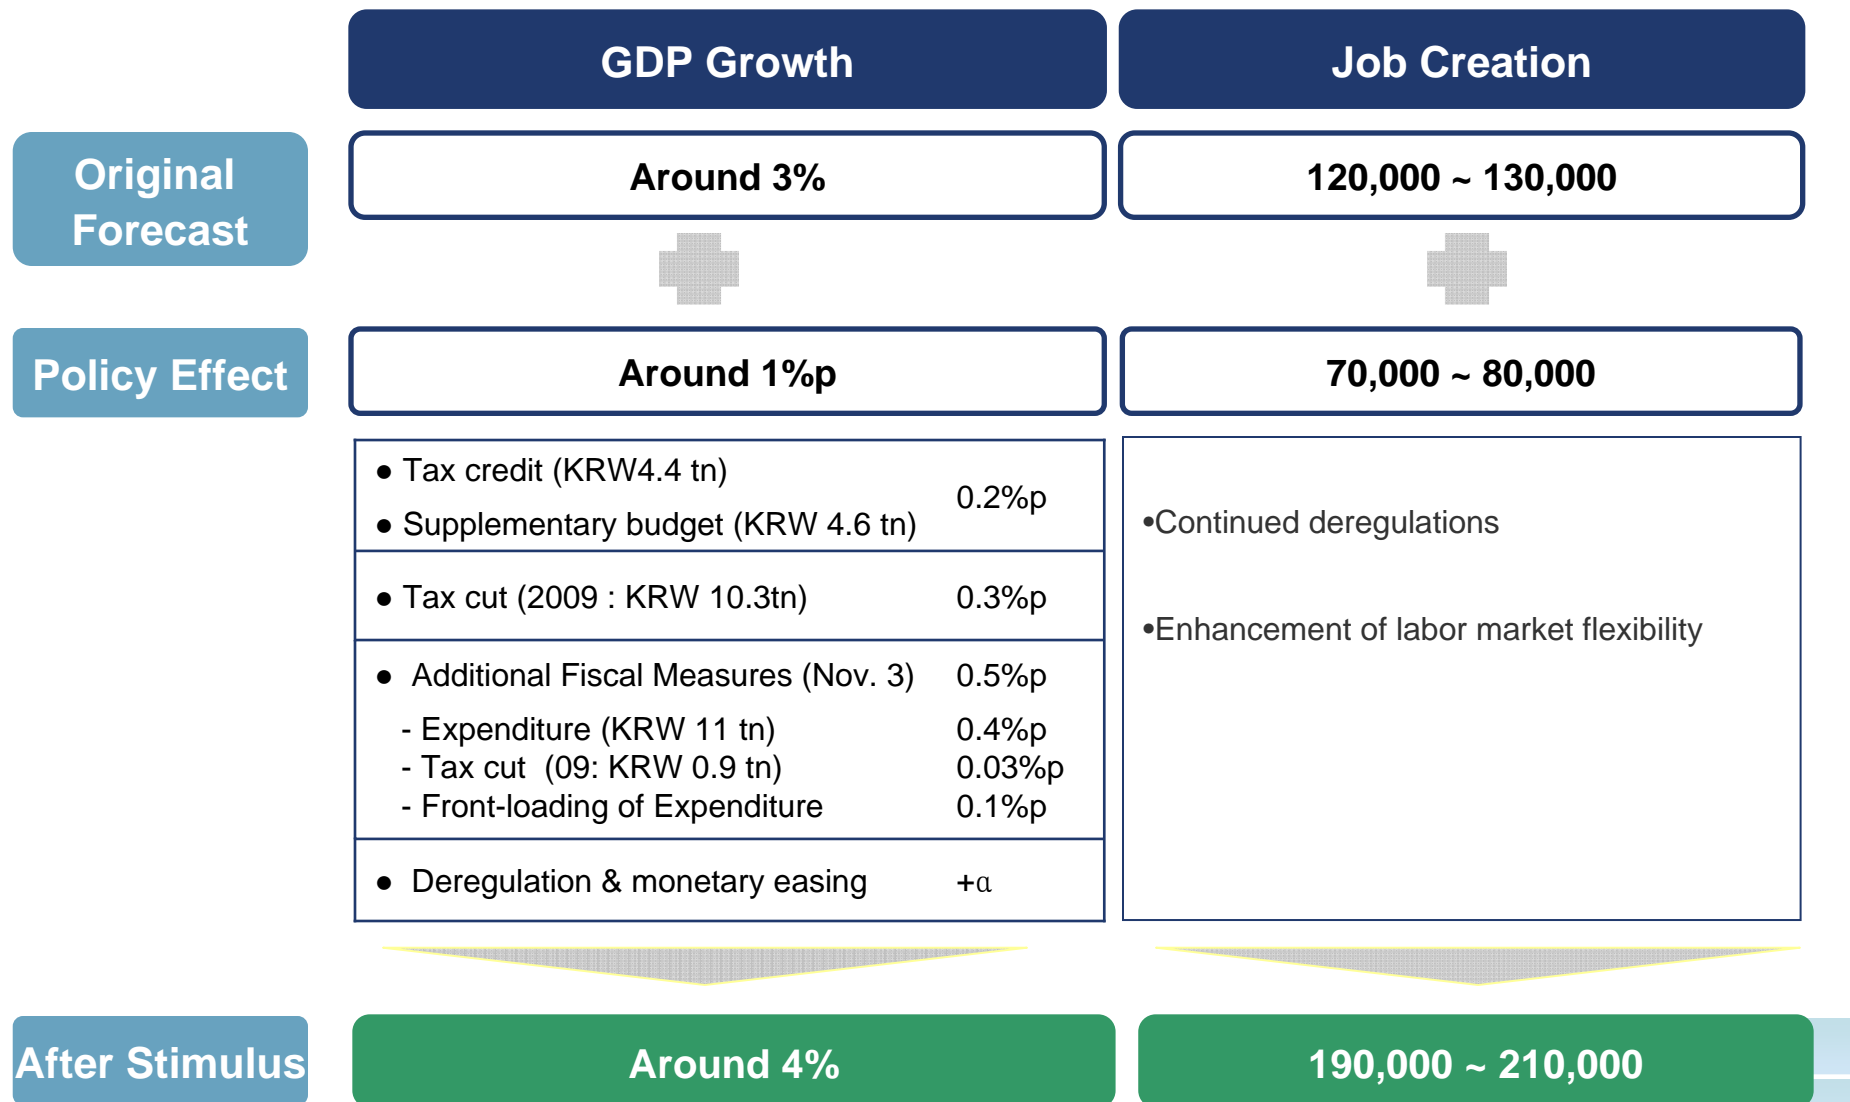 GDP Growth
Job Creation
Original
Forecast
Around 3%
120,000 ~ 130,000
Policy Effect
Around 1%p
70,000 ~ 80,000
● Tax credit (KRW4.4 tn)
● Supplementary budget (KRW 4.6 tn)
0.2%p
● Tax cut (2009 : KRW 10.3tn) 0.3%p
● Additional Fiscal Measures (Nov. 3) 0.5%p
- Expenditure (KRW 11 tn) 0.4%p
- Tax cut (09: KRW 0.9 tn) 0.03%p
- Front-loading of Expenditure 0.1%p
● Deregulation & monetary easing +α
•Continued deregulations
•Enhancement of labor market flexibility
After Stimulus
Around 4%
190,000 ~ 210,000